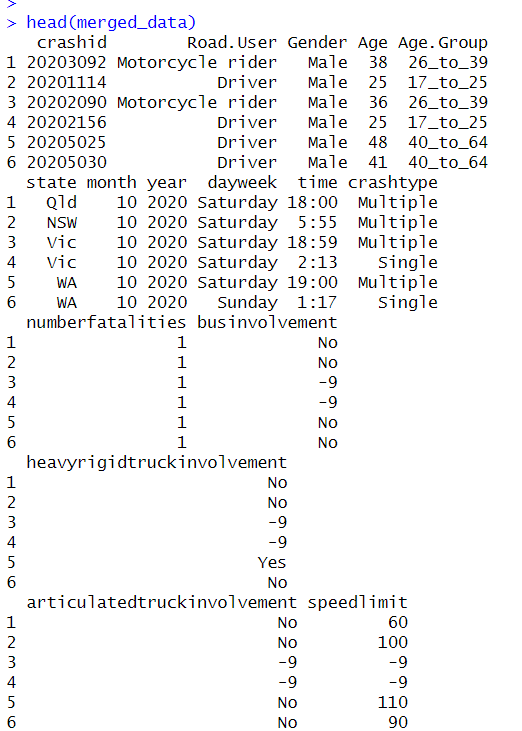 >
> head(merged_data)
crashid Road.User Gender Age Age.Group
1 20203092 Motorcycle rider Male 38 26_to_39
2 20201114 Driver Male 25 17_to_25
3 20202090 Motorcycle rider Male 36 26_to_39
4 20202156 Driver Male 25 17_to_25
5 20205025 Driver Male 48 40_to_64
6 20205030 Driver Male 41 40_to_64
state month year dayweek time crashtype
1 Qld 10 2020 Saturday 18:00 Multiple
2 NSW 10 2020 Saturday 5:55 Multiple
3 Vic 10 2020 Saturday 18:59 Multiple
4 Vic 10 2020 Saturday 2:13 Single
5 WA 10 2020 Saturday 19:00 Multiple
6 WA 10 2020 Sunday 1:17 Single
numberfatalities businvolvement
1 1 No
2 1 No
3 1 -9
4 1 -9
5 1 No
6 1 No
heavyrigidtruckinvolvement
1 No
2 No
3 -9
4 -9
5 Yes
6 No
articulatedtruckinvolvement speedlimit
1 No 60
2 No 100
3 -9 -9
4 -9 -9
5 No 110
6 No 90